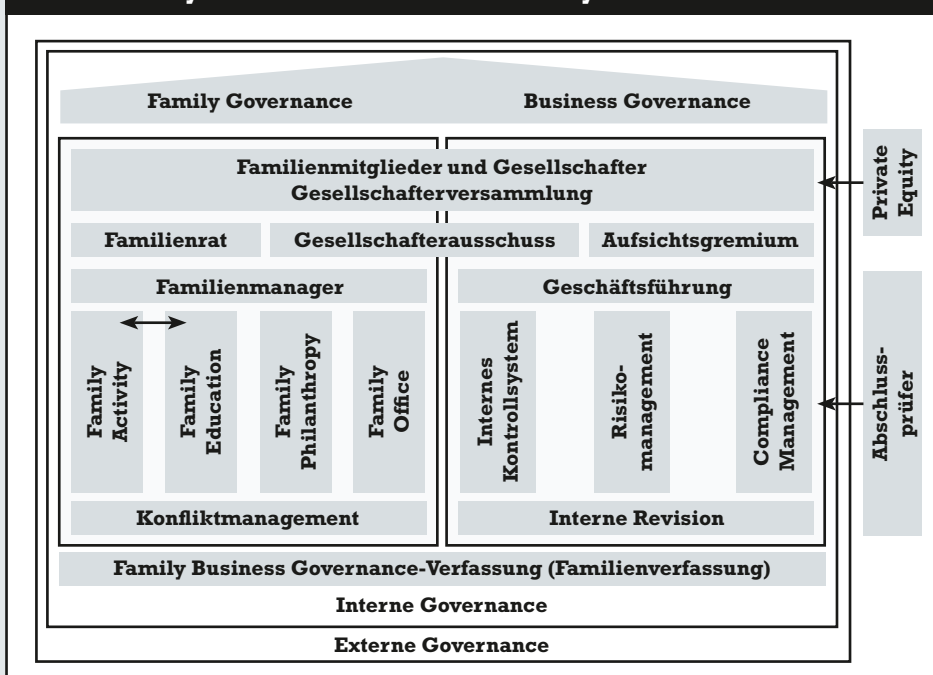 Family Governance
Business Governance
Familienmitglieder und Gesellschafter
Gesellschafterversammlung
Familienrat
Gesellschafterausschuss
Aufsichtsgremium
Familienmanager
Geschäftsführung
Family
Activity
Family
Education
Family
Philanthropy
Family
Office
Internes
Kontrollsystem
Risiko-
management
Compliance
Management
Konfliktmanagement
Interne Revision
Family Business Governance-Verfassung (Familienverfassung)
Interne Governance
Externe Governance
Private
Equity
Abschluss-
prüfer